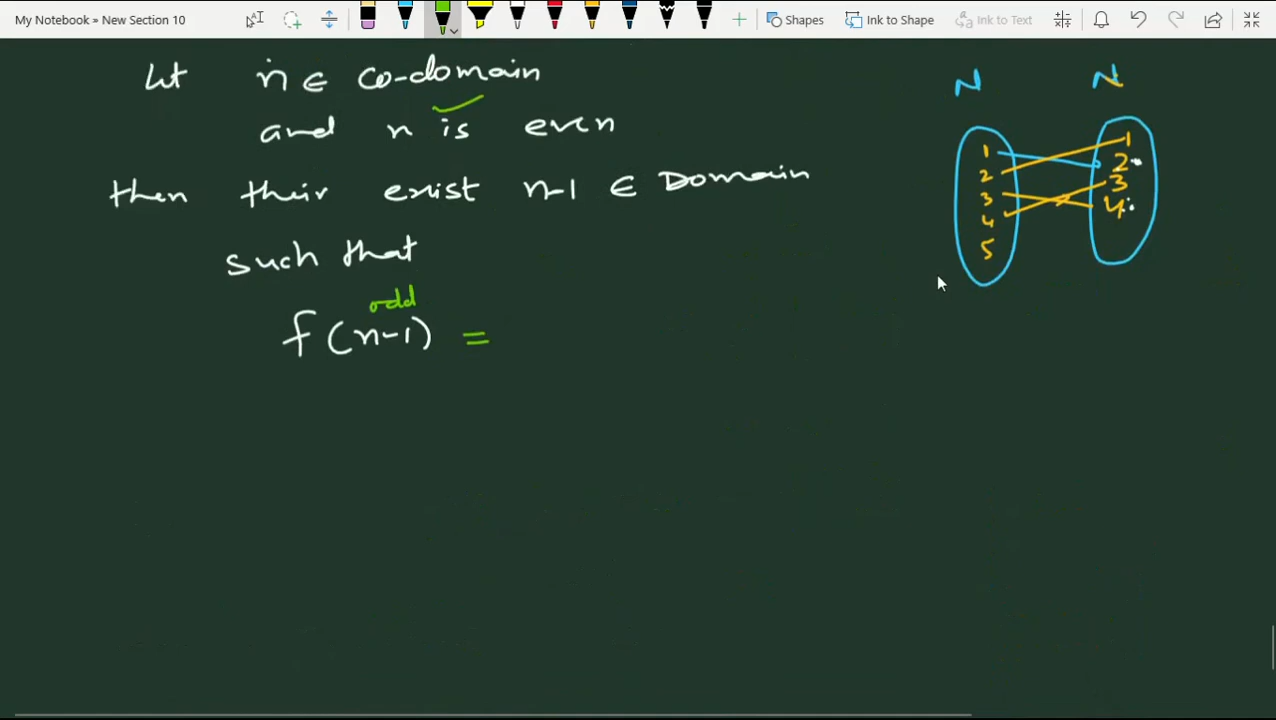 My Notebook » New Section 10
Shapes
Ink to Shape
Ink to Text
N N
Let n ∈ co-domain
and n is even
then their exist n-1 ∈ Domain
such that
odd
f(n-1) =
1
2
3
4
5
1
2
3
4